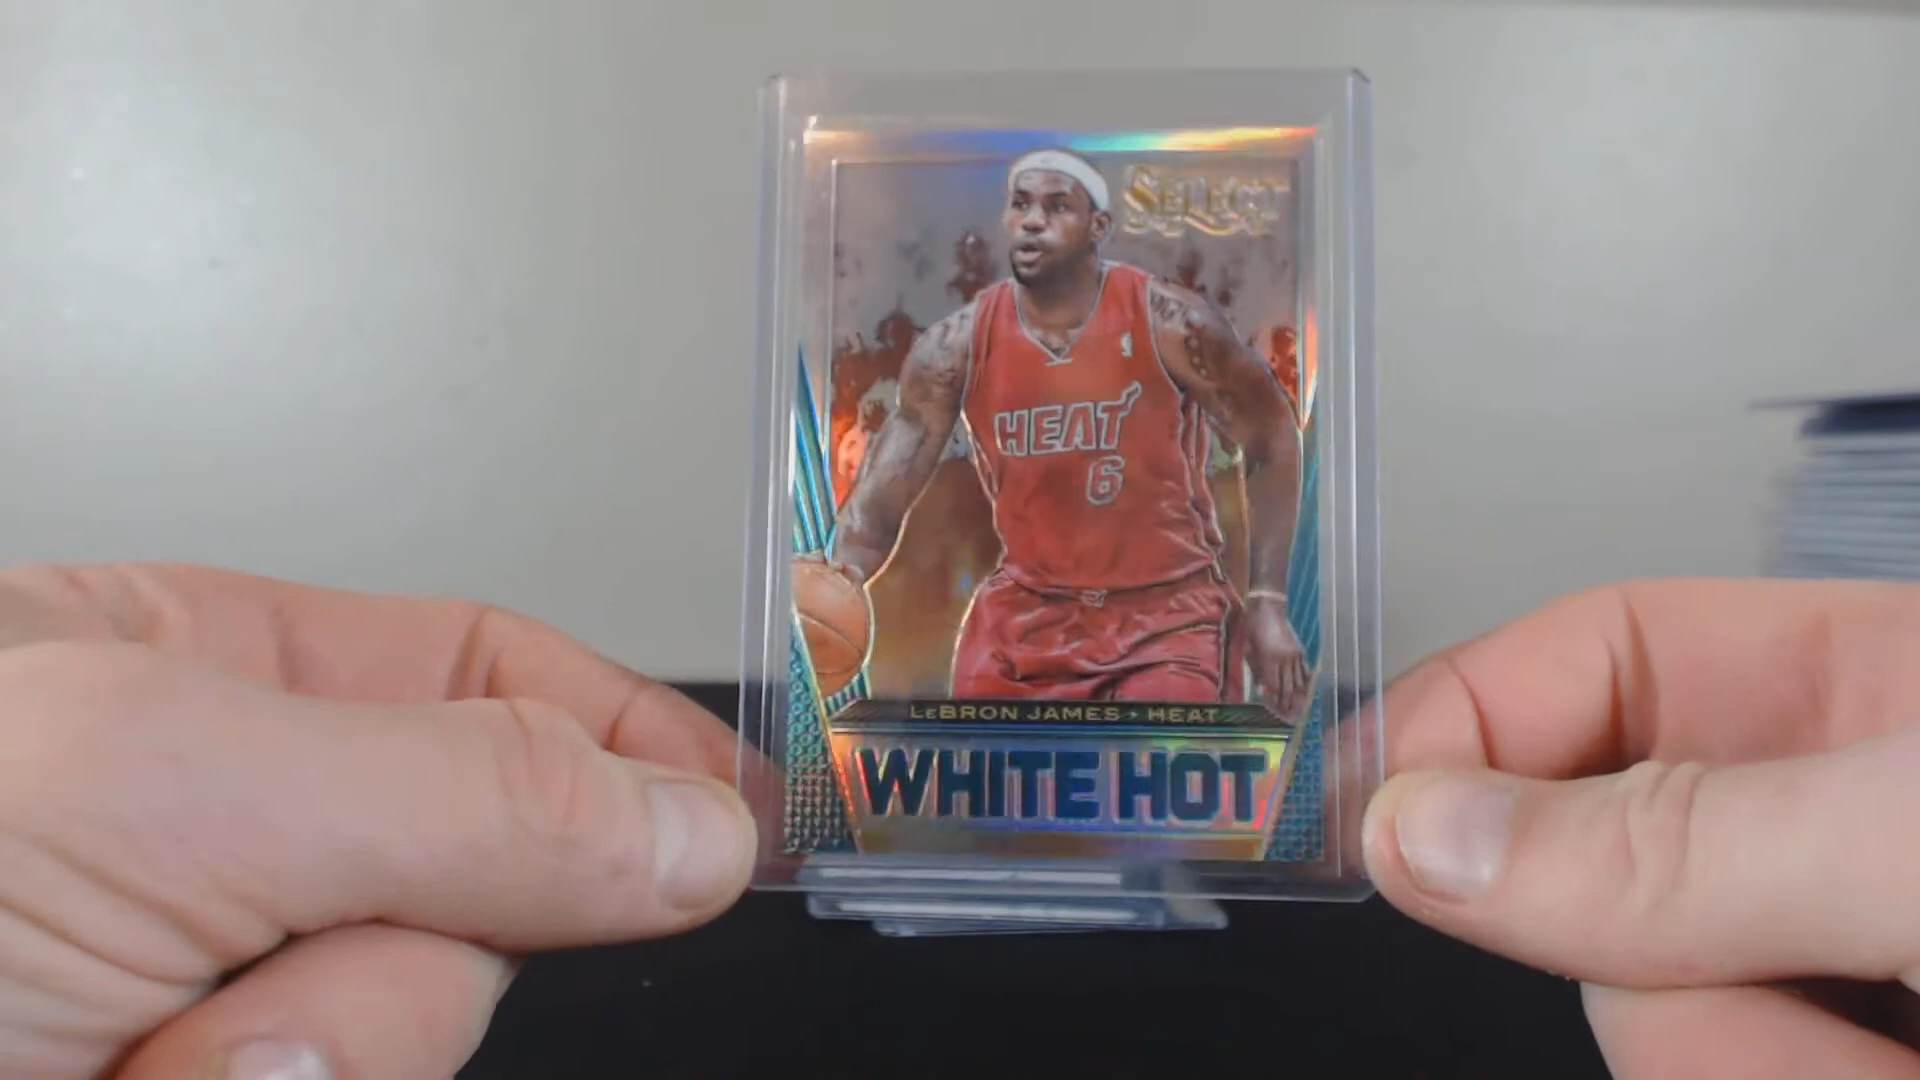 SELECT
HEAT
6
LEBRON JAMES • HEAT
WHITE HOT